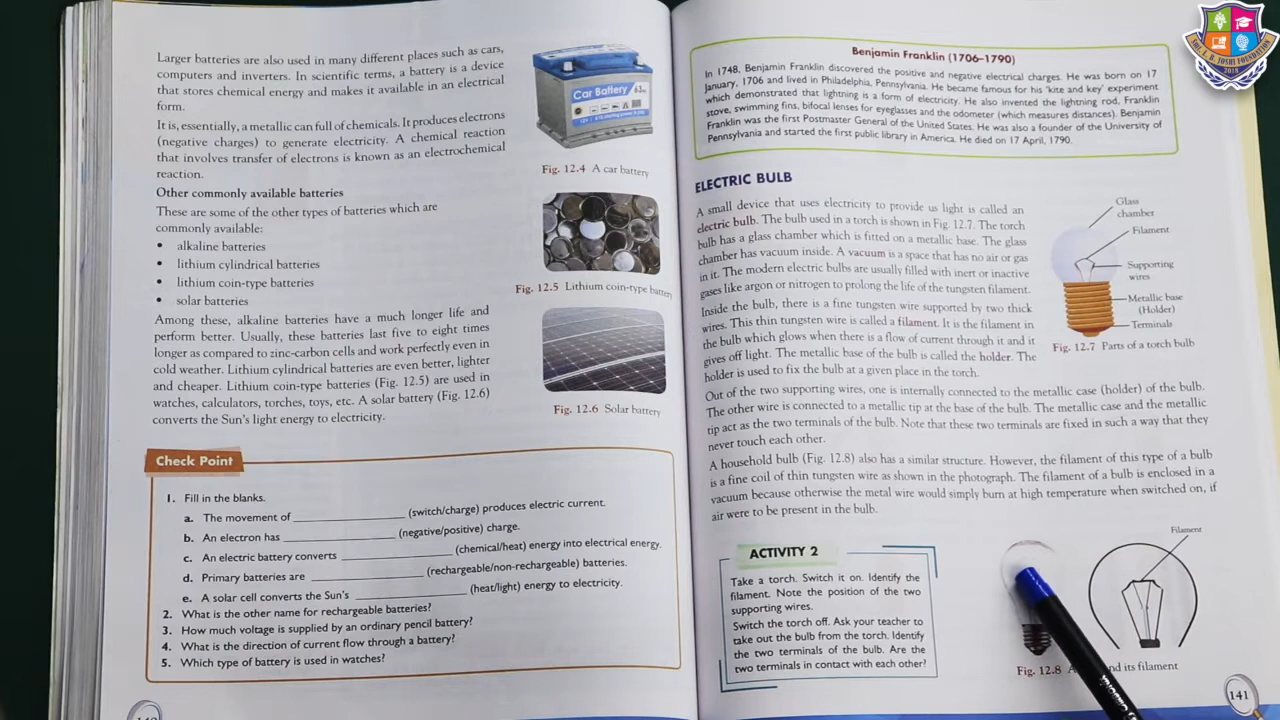 Larger batteries are also used in many different places such as cars,
computers and inverters. In scientific terms, a battery is a device
that stores chemical energy and makes it available in an electrical
form.
It is, essentially, a metallic can full of chemicals. It produces electrons
(negative charges) to generate electricity. A chemical reaction
that involves transfer of electrons is known as an electrochemical
reaction.
Other commonly available batteries
These are some of the other types of batteries which are
commonly available:
• alkaline batteries
• lithium cylindrical batteries
• lithium coin-type batteries
• solar batteries
Among these, alkaline batteries have a much longer life and
perform better. Usually, these batteries last five to eight times
longer as compared to zinc-carbon cells and work perfectly even in
cold weather. Lithium cylindrical batteries are even better, lighter
and cheaper. Lithium coin-type batteries (Fig. 12.5) are used in
watches, calculators, torches, toys, etc. A solar battery (Fig. 12.6)
converts the Sun's light energy to electricity.
Car Battery
Fig. 12.4 A car battery
Fig. 12.5 Lithium coin-type battery
Fig. 12.6 Solar battery
Check Point
1. Fill in the blanks.
a. The movement of ____________ (switch/charge) produces electric current.
b. An electron has ____________ (negative/positive) charge.
c. An electric battery converts ____________ (chemical/heat) energy into electrical energy.
d. Primary batteries are ____________ (rechargeable/non-rechargeable) batteries.
e. A solar cell converts the Sun's ____________ (heat/light) energy to electricity.
2. What is the other name for rechargeable batteries?
3. How much voltage is supplied by an ordinary pencil battery?
4. What is the direction of current flow through a battery?
5. Which type of battery is used in watches?
Benjamin Franklin (1706–1790)
In 1748, Benjamin Franklin discovered the positive and negative electrical charges. He was born on 17
January, 1706 and lived in Philadelphia, Pennsylvania. He became famous for his 'kite and key' experiment
which demonstrated that lightning is a form of electricity. He also invented the lightning rod, Franklin
stove, swimming fins, bifocal lenses for eyeglasses and the odometer (which measures distances). Benjamin
Franklin was the first Postmaster General of the United States. He was also a founder of the University of
Pennsylvania and started the first public library in America. He died on 17 April, 1790.
ELECTRIC BULB
A small device that uses electricity to provide us light is called an
electric bulb. The bulb used in a torch is shown in Fig. 12.7. The torch
bulb has a glass chamber which is fitted on a metallic base. The glass
chamber has vacuum inside. A vacuum is a space that has no air or gas
in it. The modern electric bulbs are usually filled with inert or inactive
gases like argon or nitrogen to prolong the life of the tungsten filament.
Inside the bulb, there is a fine tungsten wire supported by two thick
wires. This thin tungsten wire is called a filament. It is the filament in
the bulb which glows when there is a flow of current through it and it
gives off light. The metallic base of the bulb is called the holder. The
holder is used to fix the bulb at a given place in the torch.
Glass
chamber
Filament
Supporting
wires
Metallic base
(Holder)
Terminals
Fig. 12.7 Parts of a torch bulb
Out of the two supporting wires, one is internally connected to the metallic case (holder) of the bulb.
The other wire is connected to a metallic tip at the base of the bulb. The metallic case and the metallic
tip act as the two terminals of the bulb. Note that these two terminals are fixed in such a way that they
never touch each other.
A household bulb (Fig. 12.8) also has a similar structure. However, the filament of this type of a bulb
is a fine coil of thin tungsten wire as shown in the photograph. The filament of a bulb is enclosed in a
vacuum because otherwise the metal wire would simply burn at high temperature when switched on, if
air were to be present in the bulb.
ACTIVITY 2
Take a torch. Switch it on. Identify the
filament. Note the position of the two
supporting wires.
Switch the torch off. Ask your teacher to
take out the bulb from the torch. Identify
the two terminals of the bulb. Are the
two terminals in contact with each other?
Filament
Fig. 12.8 A nd its filament
141